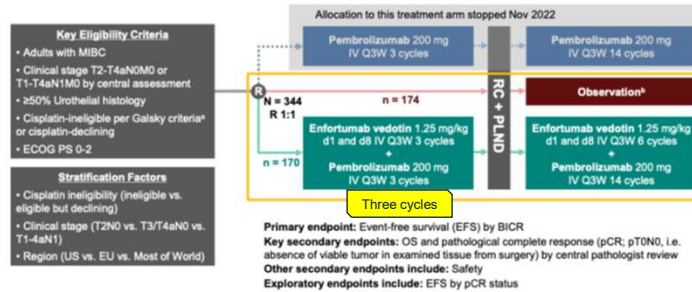 Allocation to this treatment arm stopped Nov 2022
Key Eligibility Criteria
• Adults with MIBC
• Clinical stage T2-T4aN0M0 or
T1-T4aN1M0 by central assessment
• ≥50% Urothelial histology
• Cisplatin-ineligible per Galsky criteriaᵃ
or cisplatin-declining
• ECOG PS 0-2
Stratification Factors
• Cisplatin ineligibility (ineligible vs.
eligible but declining)
• Clinical stage (T2N0 vs. T3/T4aN0 vs.
T1-4aN1)
• Region (US vs. EU vs. Most of World)
R
N = 344
R 1:1
n = 174
n = 170
Pembrolizumab 200 mg
IV Q3W 3 cycles
Enfortumab vedotin 1.25 mg/kg
d1 and d8 IV Q3W 3 cycles
+
Pembrolizumab 200 mg
IV Q3W 3 cycles
Three cycles
RC + PLND
Pembrolizumab 200 mg
IV Q3W 14 cycles
Observationᵇ
Enfortumab vedotin 1.25 mg/kg
d1 and d8 IV Q3W 6 cycles
+
Pembrolizumab 200 mg
IV Q3W 14 cycles
Primary endpoint: Event-free survival (EFS) by BICR
Key secondary endpoints: OS and pathological complete response (pCR; pT0N0, i.e.
absence of viable tumor in examined tissue from surgery) by central pathologist review
Other secondary endpoints include: Safety
Exploratory endpoints include: EFS by pCR status